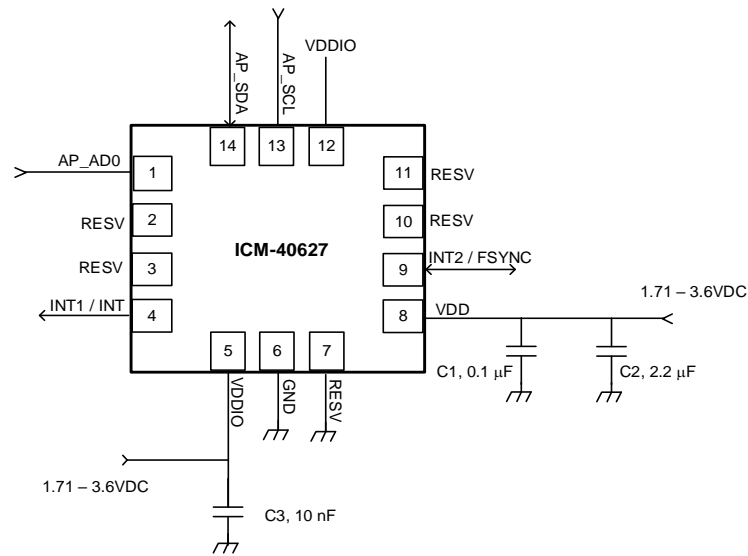 AP_SDA
AP_SCL
VDDIO
14
13
12
AP_AD0
1
11
RESV
RESV
2
10
RESV
ICM-40627
RESV
3
9
INT2 / FSYNC
INT1 / INT
4
8
VDD
1.71 – 3.6VDC
5
6
7
VDDIO
GND
RESV
C1, 0.1 µF
C2, 2.2 µF
1.71 – 3.6VDC
C3, 10 nF